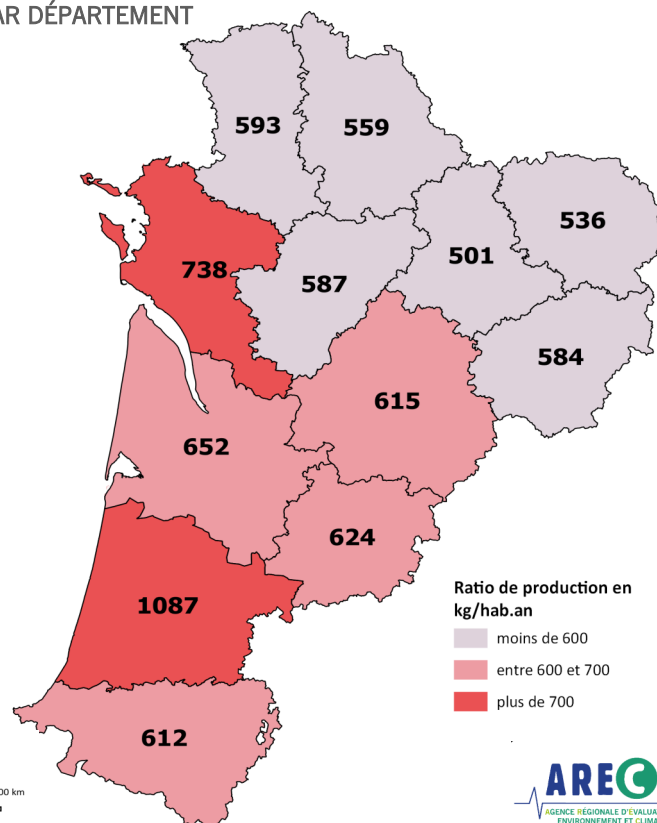 AR DÉPARTEMENT
593
559
536
501
738
587
584
615
652
624
1087
612
Ratio de production en
kg/hab.an
moins de 600
entre 600 et 700
plus de 700
00 km
AREC
AGENCE RÉGIONALE D'ÉVALUA
ENVIRONNEMENT ET CLIMA